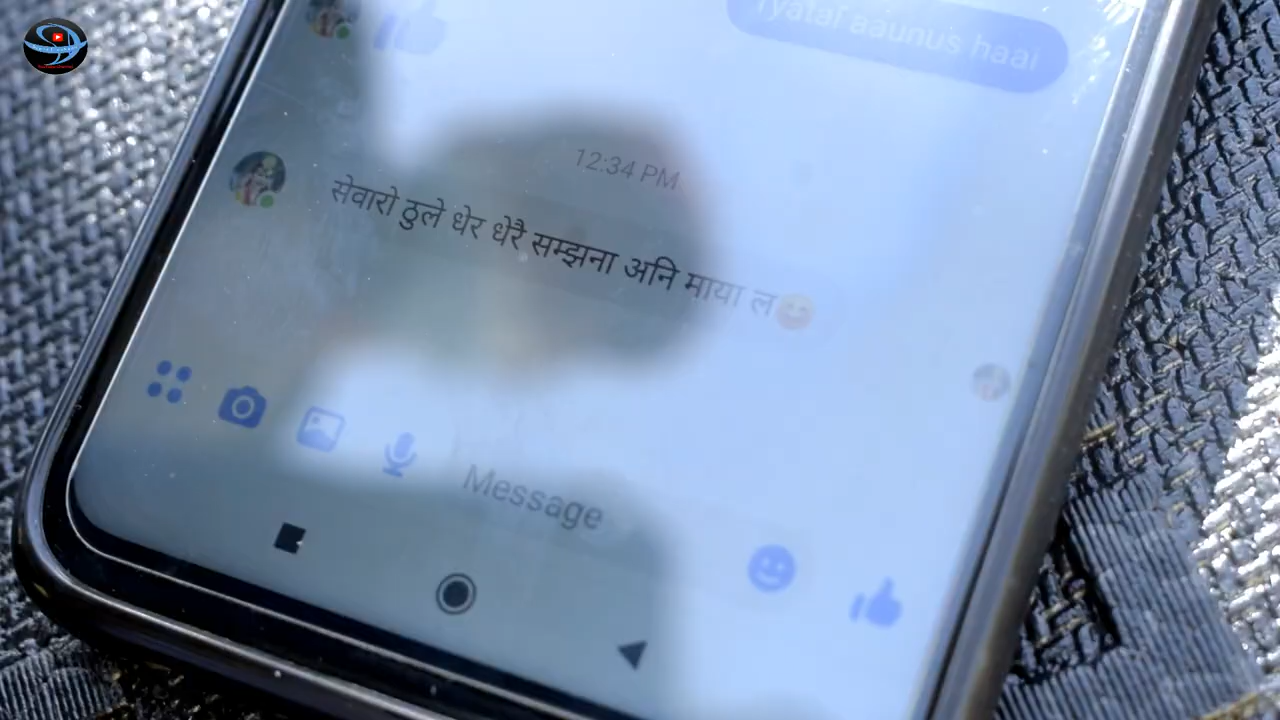 Tyatai aaunus haai
12:34 PM
सेवारो ठुले धेर धेरै सम्झना अनि माया ल
Message